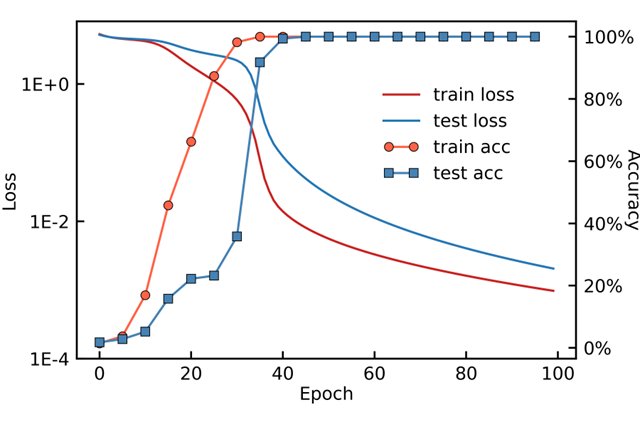 100%
1E+0
80%
train loss
test loss
train acc
60%
test acc
Loss
Accuracy
1E-2
40%
20%
1E-4
0%
0 20 40 60 80 100
Epoch